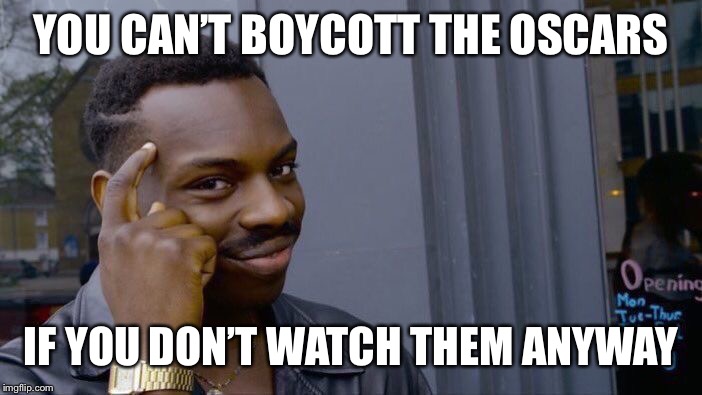 YOU CAN'T BOYCOTT THE OSCARS
Opening
Mon
Tue-Thur
IF YOU DON'T WATCH THEM ANYWAY
imgflip.com